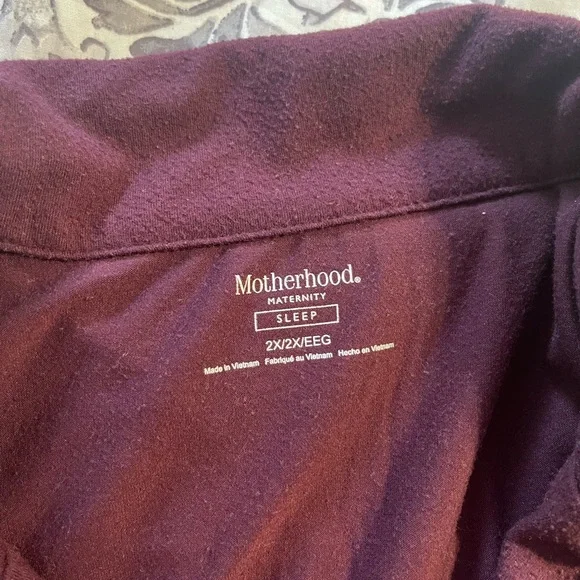 Motherhood®
MATERNITY
SLEEP
2X/2X/EEG
Made in Vietnam Fabriqué au Vietnam Hecho en Vietnam